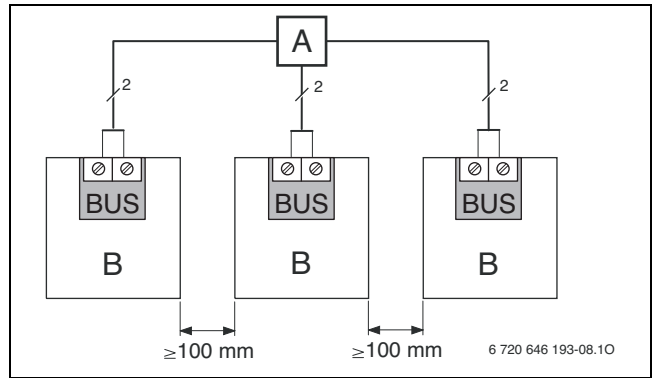 A
2 2 2
BUS BUS BUS
B B B
≥100 mm ≥100 mm
6 720 646 193-08.1O